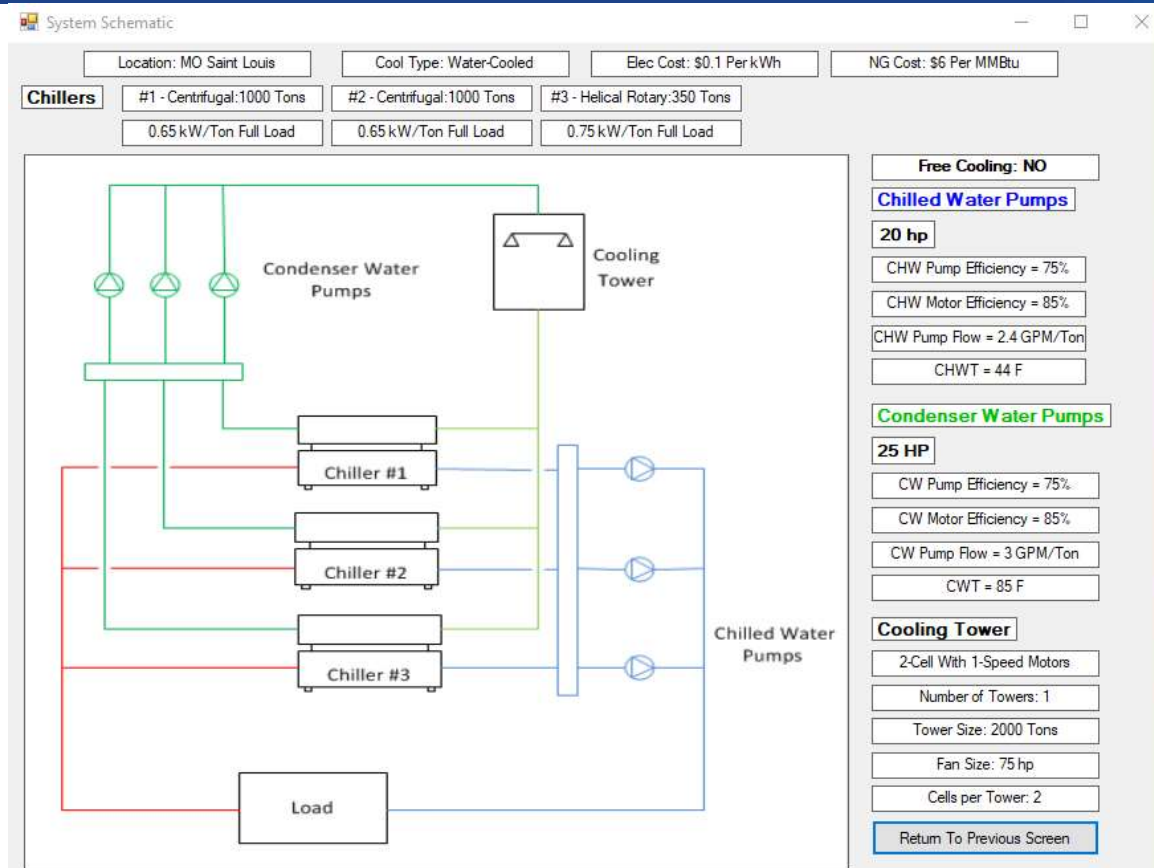 System Schematic
Location: MO Saint Louis
Cool Type: Water-Cooled
Elec Cost: $0.1 Per kWh
NG Cost: $6 Per MMBtu
Chillers
#1 - Centrifugal:1000 Tons
#2 - Centrifugal:1000 Tons
#3 - Helical Rotary:350 Tons
0.65 kW/Ton Full Load
0.65 kW/Ton Full Load
0.75 kW/Ton Full Load
Condenser Water
Pumps
Cooling
Tower
Chiller #1
Chiller #2
Chiller #3
Chilled Water
Pumps
Load
Free Cooling: NO
Chilled Water Pumps
20 hp
CHW Pump Efficiency = 75%
CHW Motor Efficiency = 85%
CHW Pump Flow = 2.4 GPM/Ton
CHWT = 44 F
Condenser Water Pumps
25 HP
CW Pump Efficiency = 75%
CW Motor Efficiency = 85%
CW Pump Flow = 3 GPM/Ton
CWT = 85 F
Cooling Tower
2-Cell With 1-Speed Motors
Number of Towers: 1
Tower Size: 2000 Tons
Fan Size: 75 hp
Cells per Tower: 2
Return To Previous Screen